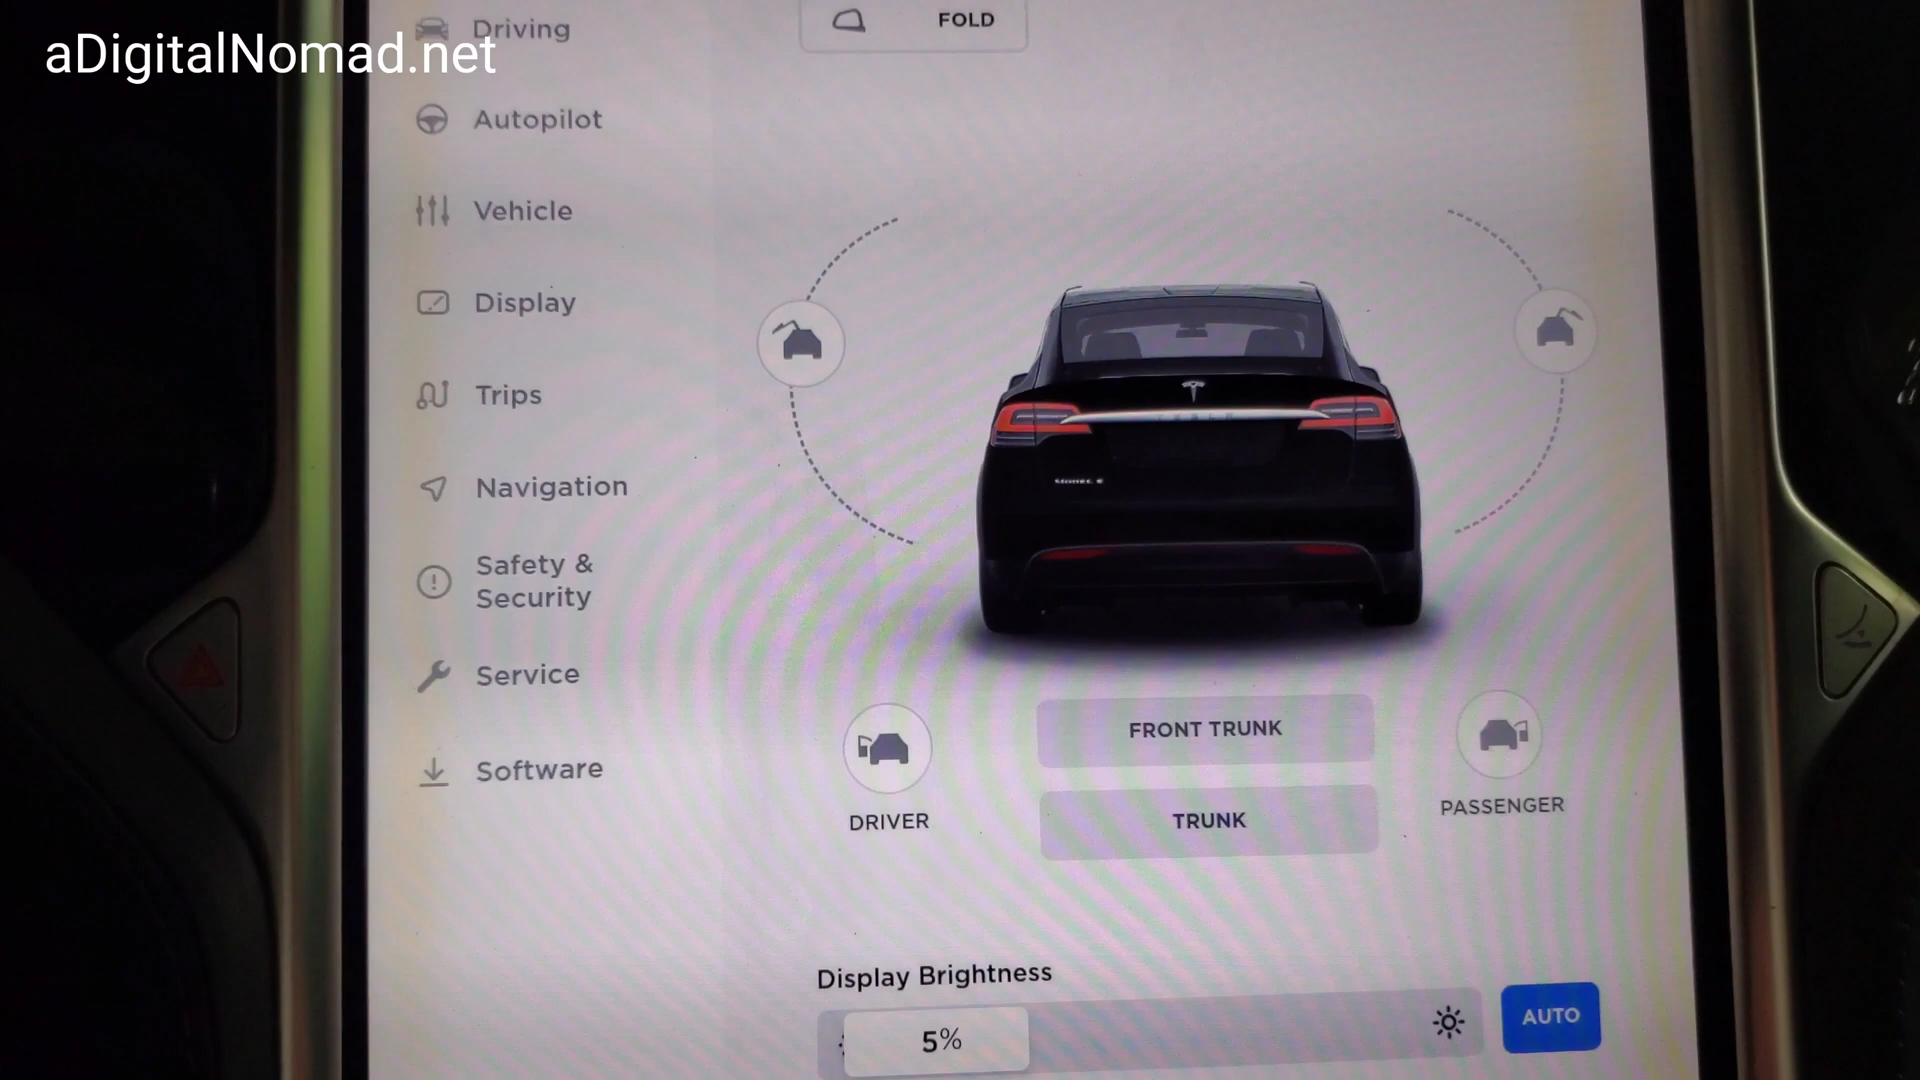 aDigitalNomad.net
Driving
FOLD
Autopilot
Vehicle
Display
Trips
Navigation
Safety &
Security
Service
Software
TESLA
FRONT TRUNK
TRUNK
DRIVER
PASSENGER
Display Brightness
5%
AUTO